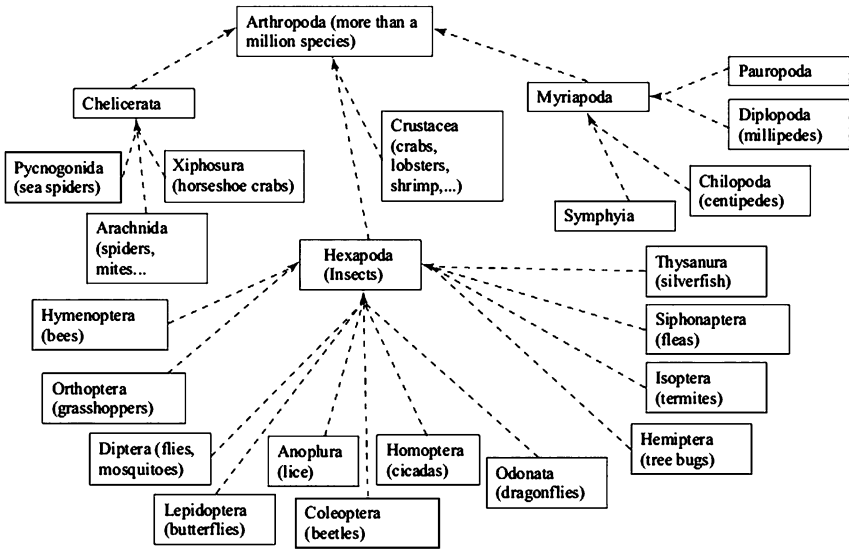 Arthropoda (more than a
million species)
Chelicerata
Myriapoda
Pauropoda
Diplopoda
(millipedes)
Crustacea
(crabs,
lobsters,
shrimp,...)
Pycnogonida
(sea spiders)
Xiphosura
(horseshoe crabs)
Chilopoda
(centipedes)
Symphyia
Arachnida
(spiders,
mites...
Hexapoda
(Insects)
Thysanura
(silverfish)
Hymenoptera
(bees)
Siphonaptera
(fleas)
Orthoptera
(grasshoppers)
Isoptera
(termites)
Diptera (flies,
mosquitoes)
Anoplura
(lice)
Homoptera
(cicadas)
Hemiptera
(tree bugs)
Odonata
(dragonflies)
Lepidoptera
(butterflies)
Coleoptera
(beetles)